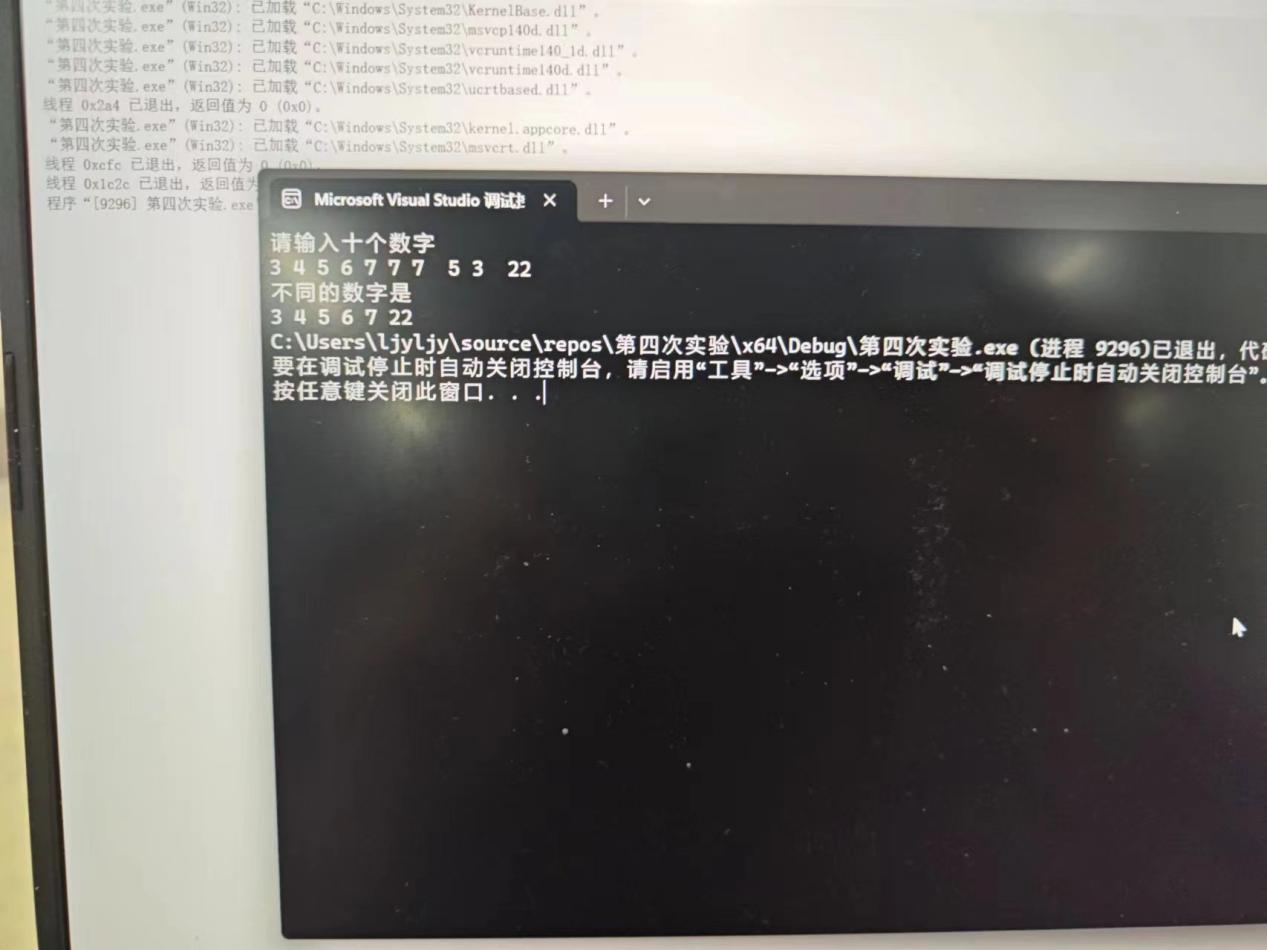 “第四次实验.exe” (Win32): 已加载 “C:\Windows\System32\KernelBase.dll” 。
“第四次实验.exe” (Win32): 已加载 “C:\Windows\System32\msvcp140d.dll” 。
“第四次实验.exe” (Win32): 已加载 “C:\Windows\System32\vcruntime140_1d.dll” 。
“第四次实验.exe” (Win32): 已加载 “C:\Windows\System32\vcruntime140d.dll” 。
“第四次实验.exe” (Win32): 已加载 “C:\Windows\System32\ucrtbased.dll” 。
线程 0x2a4 已退出,返回值为 0 (0x0)。
“第四次实验.exe” (Win32): 已加载 “C:\Windows\System32\kernel.appcore.dll” 。
“第四次实验.exe” (Win32): 已加载 “C:\Windows\System32\msvcrt.dll” 。
线程 0xcfc 已退出,返回值为 0 (0x0)。
线程 0x1c2c 已退出,返回值为
程序 “[9296] 第四次实验.exe
Microsoft Visual Studio 调试
请输入十个数字
3 4 5 6 7 7 7 5 3 22
不同的数字是
3 4 5 6 7 22
C:\Users\ljyljy\source\repos\第四次实验\x64\Debug\第四次实验.exe (进程 9296)已退出,代
要在调试停止时自动关闭控制台,请启用“工具”->“选项”->“调试”->“调试停止时自动关闭控制台”。
按任意键关闭此窗口. . .